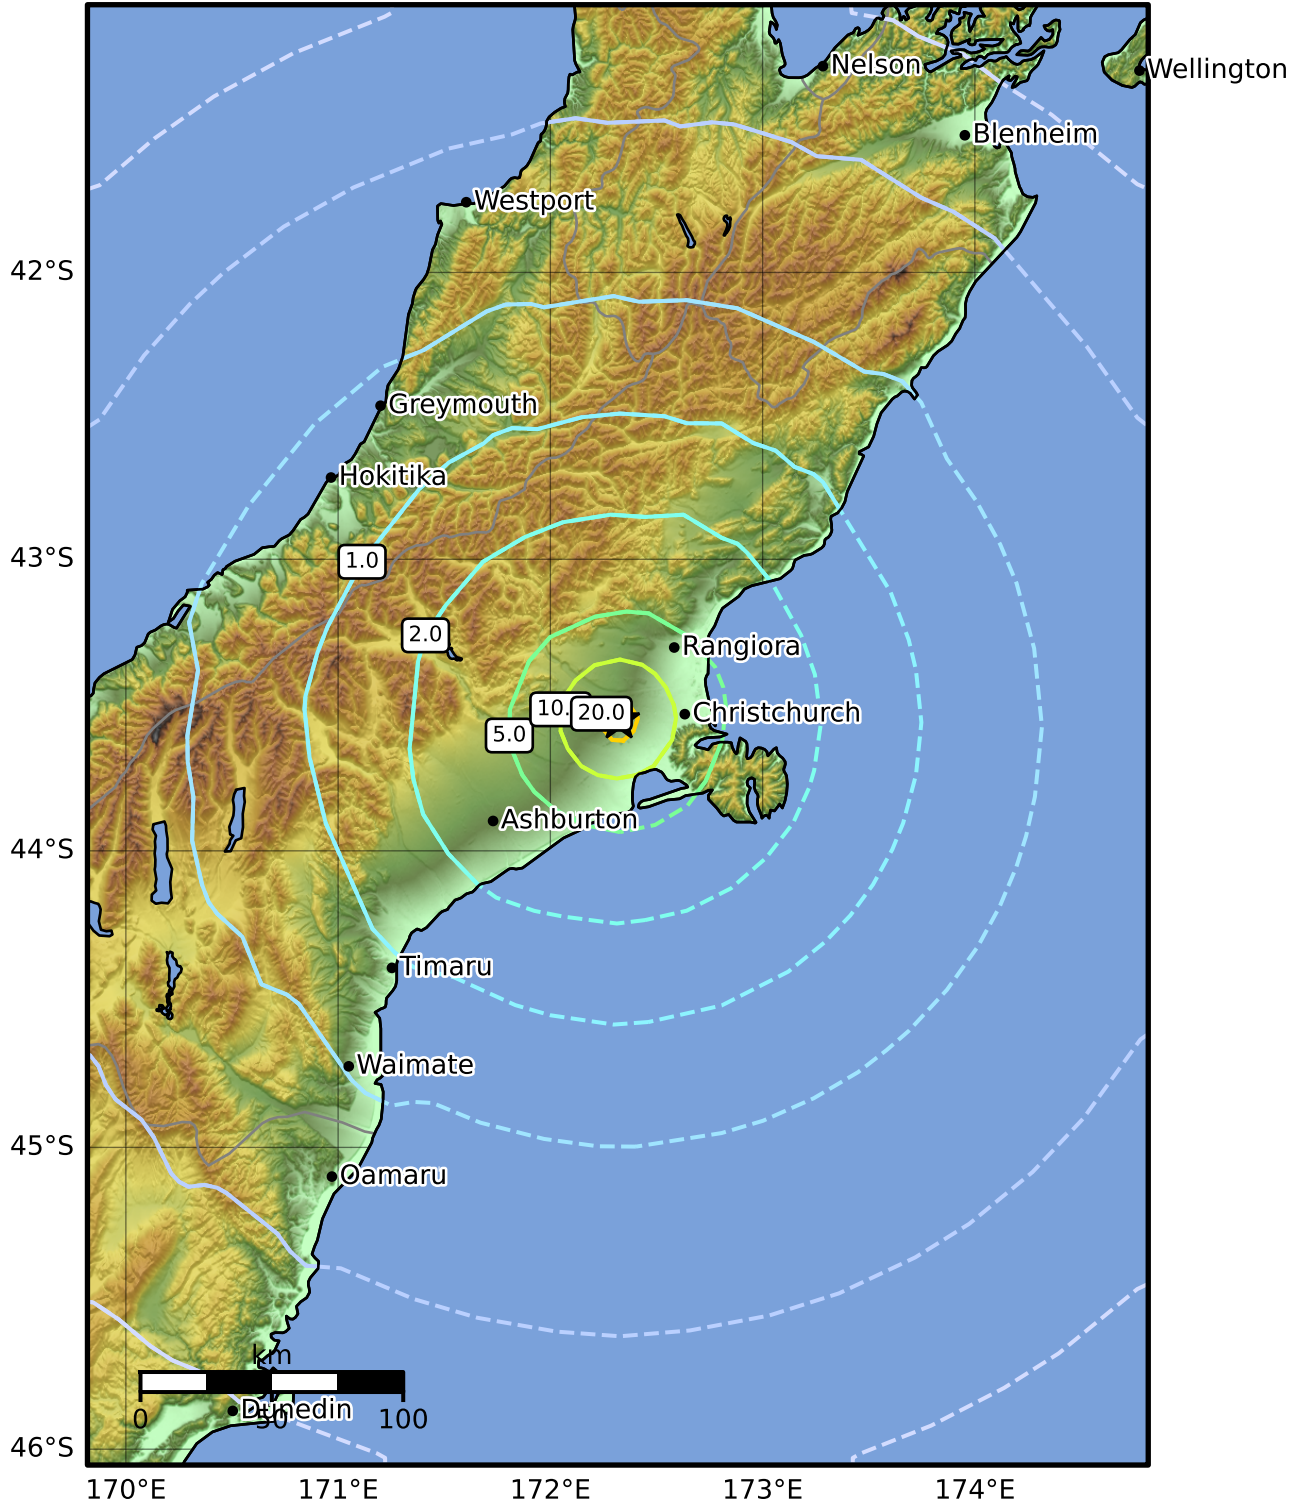 Nelson
Wellington
Blenheim
Westport
42°S
Greymouth
Hokitika
43°S
1.0
2.0
Rangiora
10.
20.0
Christchurch
5.0
Ashburton
44°S
Timaru
Waimate
45°S
Oamaru
km
Dunedin
0 50 100
46°S
170°E 171°E 172°E 173°E 174°E